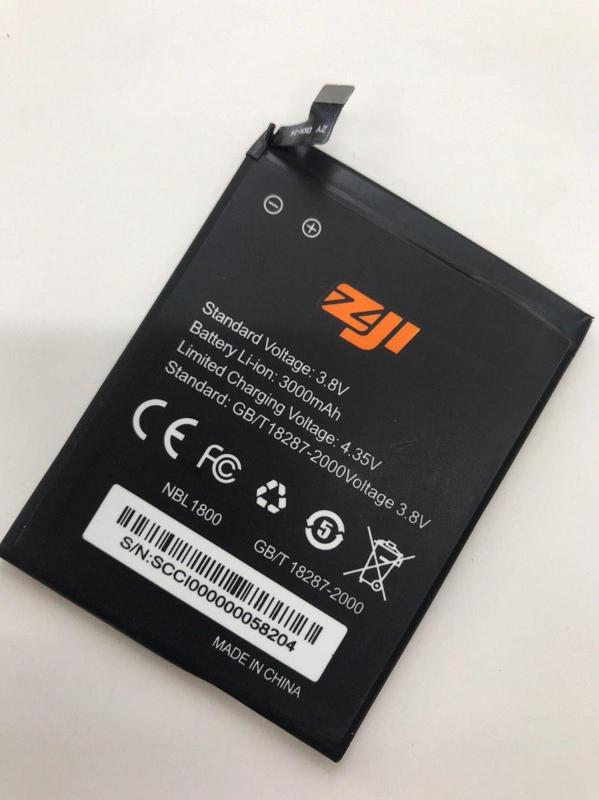 ZJI
Standard Voltage: 3.8V
Battery Li-ion: 3000mAh
Limited Charging Voltage: 4.35V
Standard: GB/T18287-2000Voltage 3.8V
CE FC 5
NBL1800
GB/T 18287-2000
S/N:SCCI000000058204
MADE IN CHINA